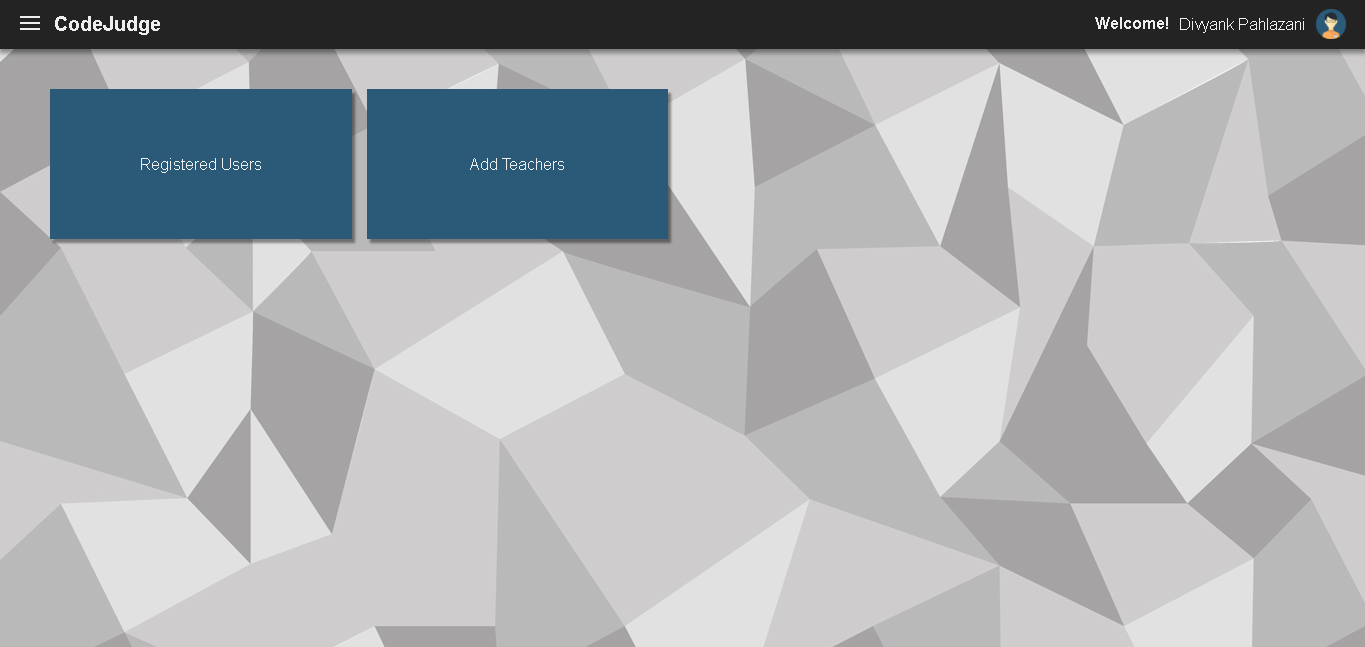 CodeJudge
Welcome! Divyank Pahlazani
Registered Users
Add Teachers